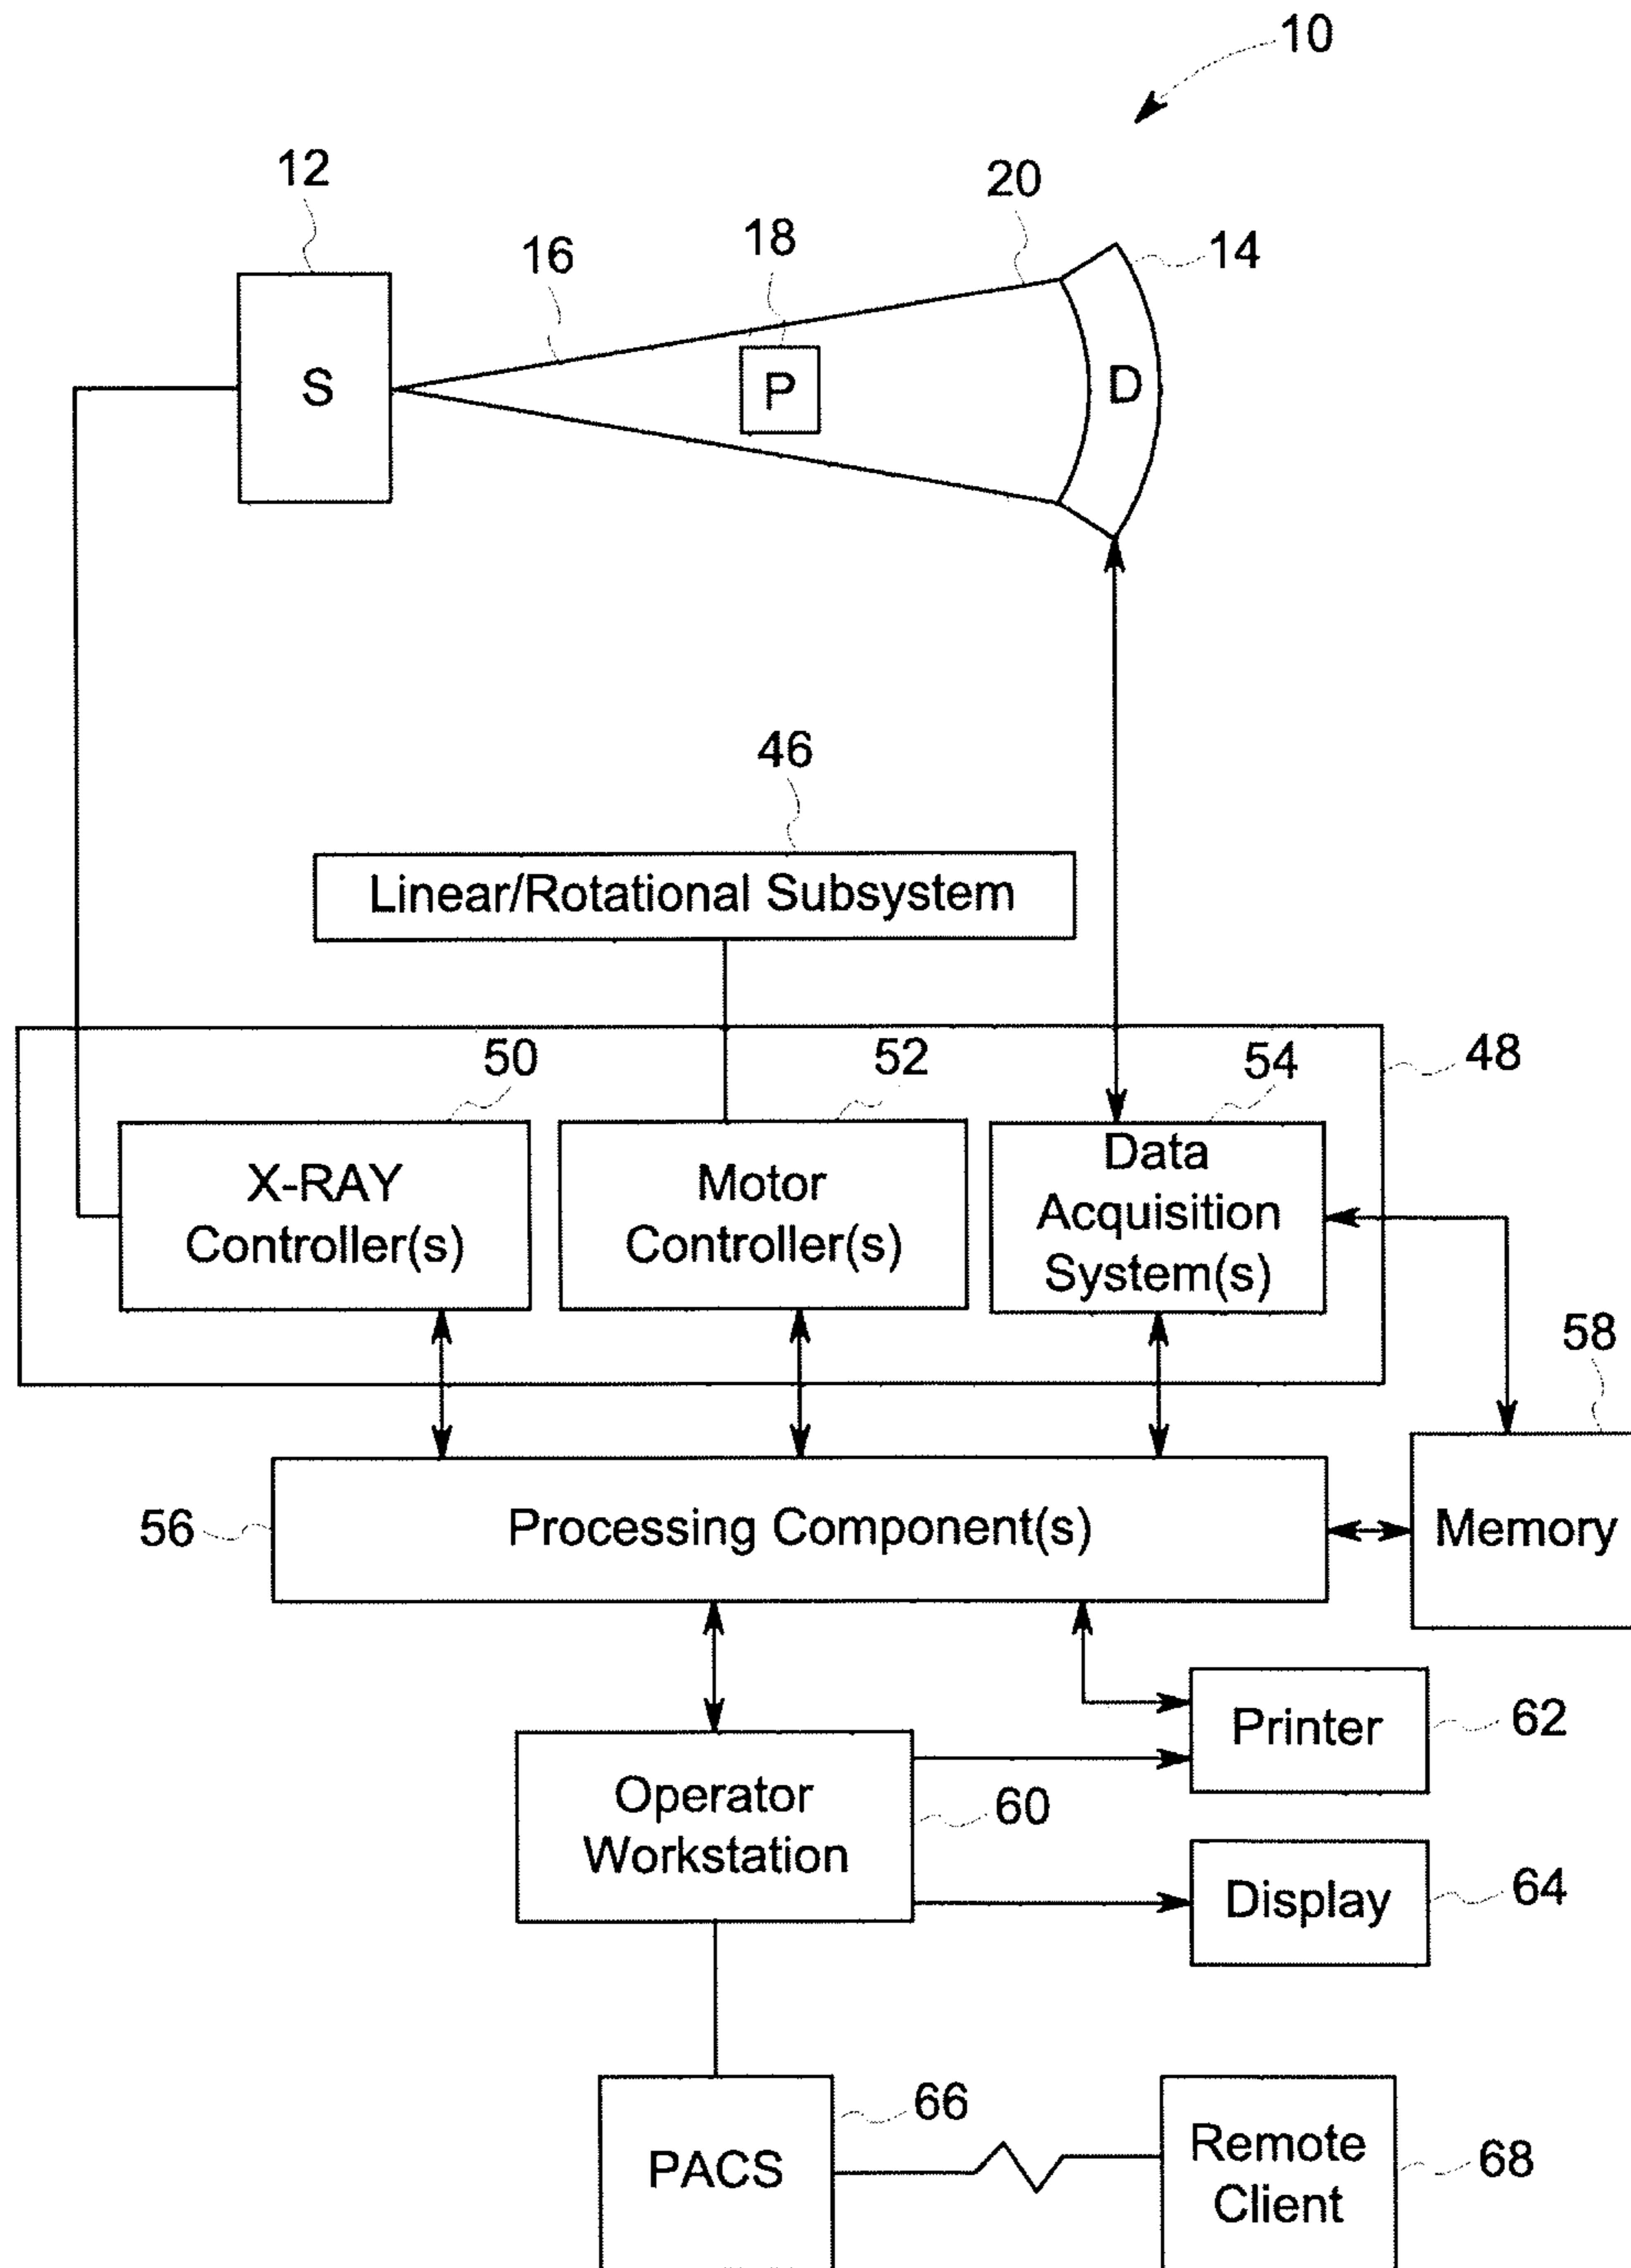 10
12
20
18
14
16
S
P
D
46
Linear/Rotational Subsystem
50
52
54
48
X-RAY
Controller(s)
Motor
Controller(s)
Data
Acquisition
System(s)
58
56
Processing Component(s)
Memory
Printer
62
Operator
Workstation
60
Display
64
66
PACS
Remote
Client
68